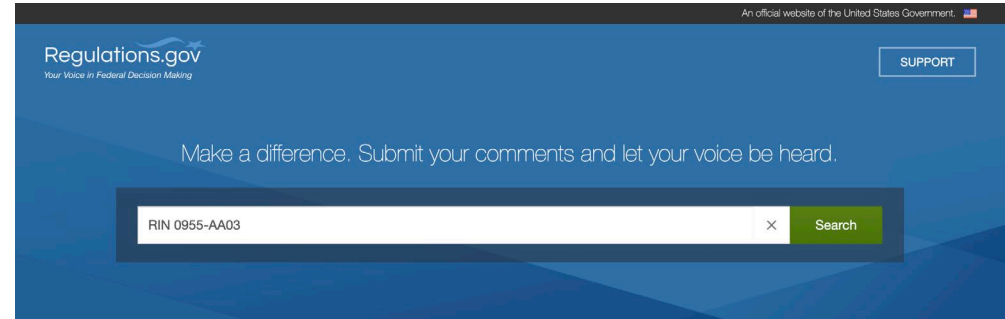 An official website of the United States Government.
Regulations.gov
Your Voice in Federal Decision Making
SUPPORT
Make a difference. Submit your comments and let your voice be heard.
RIN 0955-AA03 × Search